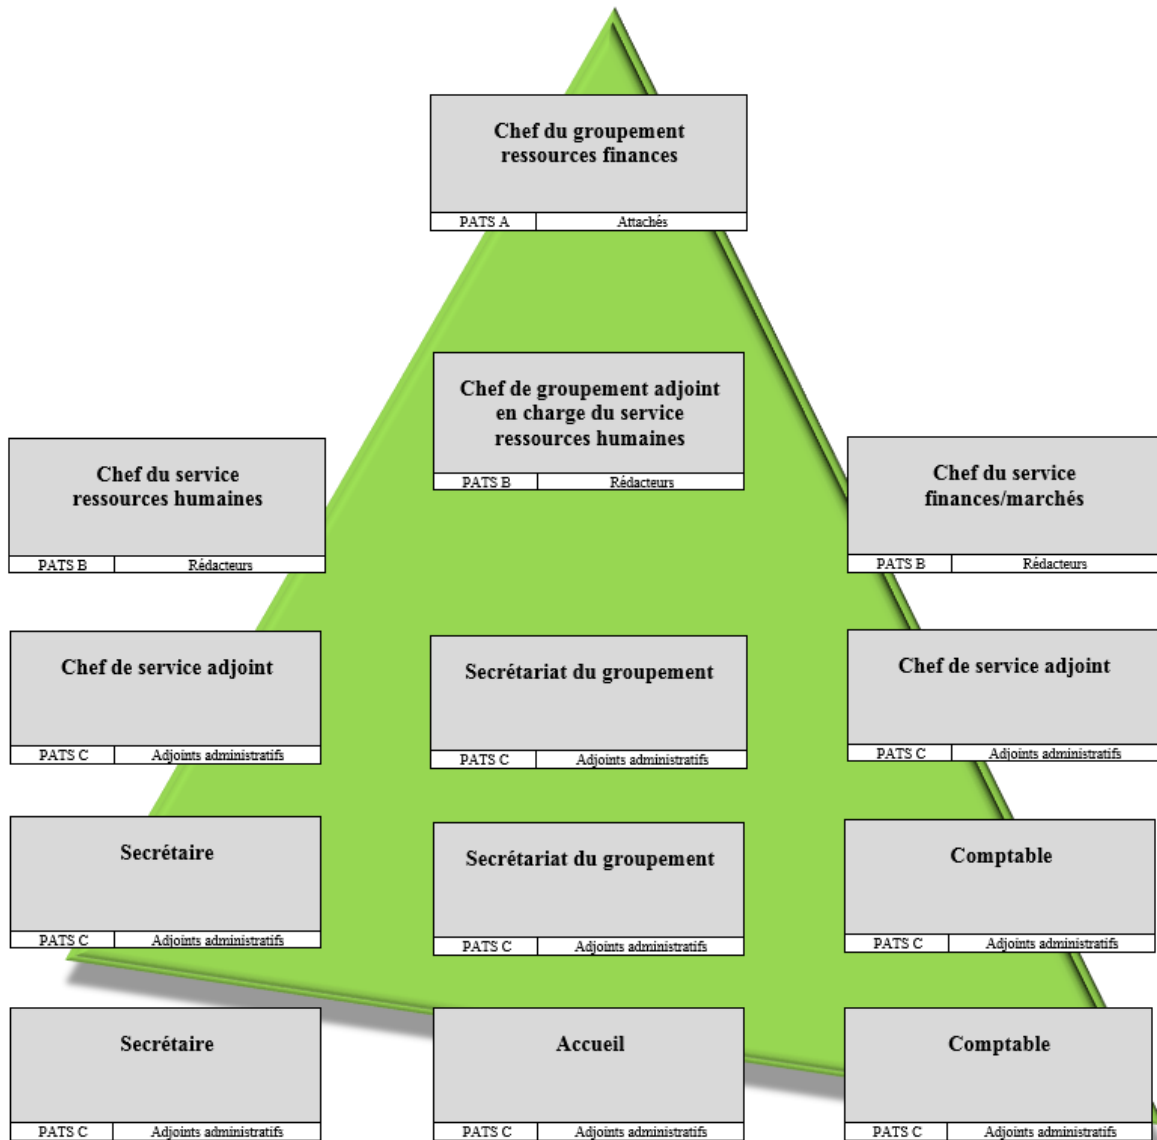 Chef du groupement
ressources finances
PATS A Attachés
Chef de groupement adjoint
en charge du service
ressources humaines
PATS B Rédacteurs
Chef du service
ressources humaines
PATS B Rédacteurs
Chef du service
finances/marchés
PATS B Rédacteurs
Chef de service adjoint
PATS C Adjoints administratifs
Secrétariat du groupement
PATS C Adjoints administratifs
Chef de service adjoint
PATS C Adjoints administratifs
Secrétaire
PATS C Adjoints administratifs
Secrétariat du groupement
PATS C Adjoints administratifs
Comptable
PATS C Adjoints administratifs
Secrétaire
PATS C Adjoints administratifs
Accueil
PATS C Adjoints administratifs
Comptable
PATS C Adjoints administratifs